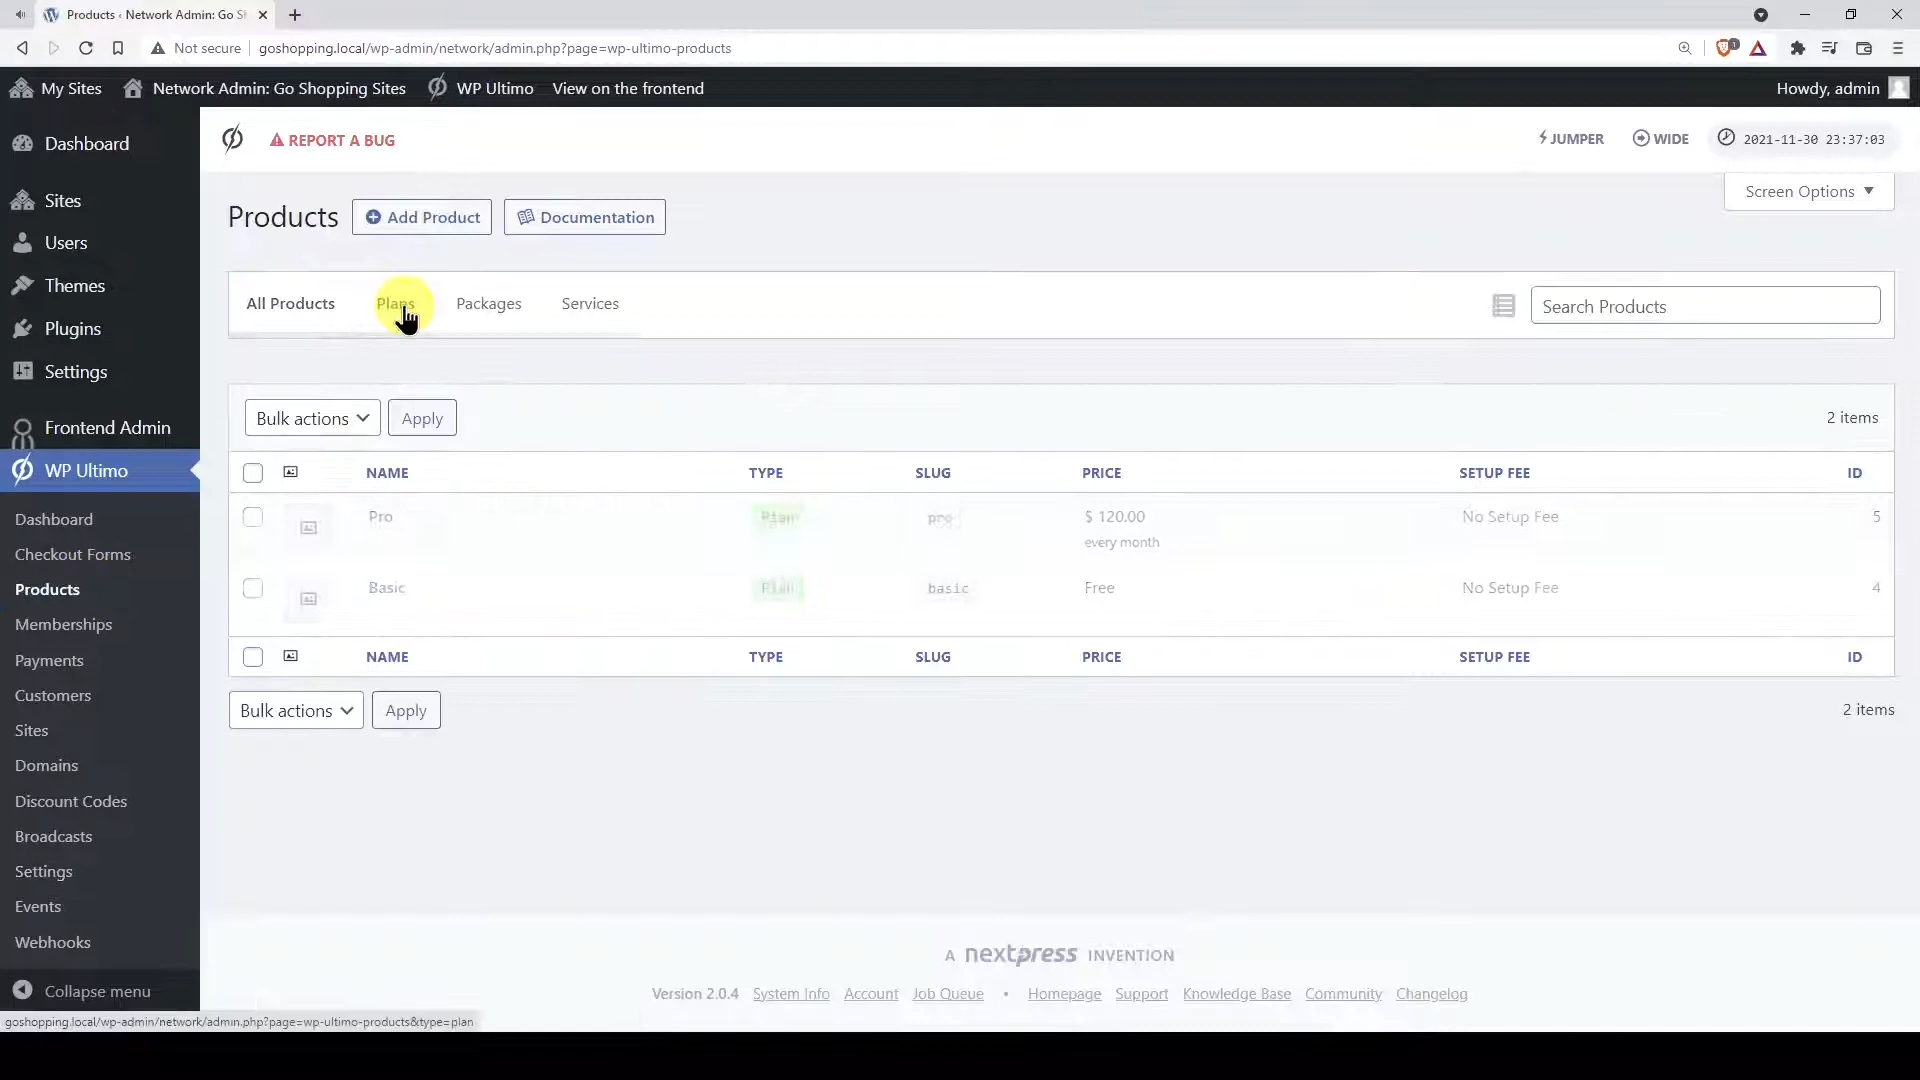 Products ‹ Network Admin: Go Sh
Not secure
goshopping.local/wp-admin/network/admin.php?page=wp-ultimo-products
1
My Sites
Network Admin: Go Shopping Sites
WP Ultimo
View on the frontend
Howdy, admin
Dashboard
Sites
Users
Themes
Plugins
Settings
Frontend Admin
WP Ultimo
Dashboard
Checkout Forms
Products
Memberships
Payments
Customers
Sites
Domains
Discount Codes
Broadcasts
Settings
Events
Webhooks
Collapse menu
REPORT A BUG
JUMPER
WIDE
2021-11-30 23:37:03
Screen Options
Products
Add Product
Documentation
All Products
Plans
Packages
Services
Search Products
Bulk actions
Apply
2 items
NAME TYPE SLUG PRICE SETUP FEE ID
Pro Plan pro $ 120.00 No Setup Fee 5
every month
Basic Plan basic Free No Setup Fee 4
NAME TYPE SLUG PRICE SETUP FEE ID
Bulk actions
Apply
2 items
A nextpress INVENTION
Version 2.0.4 System Info Account Job Queue • Homepage Support Knowledge Base Community Changelog
goshopping.local/wp-admin/network/admin.php?page=wp-ultimo-products&type=plan